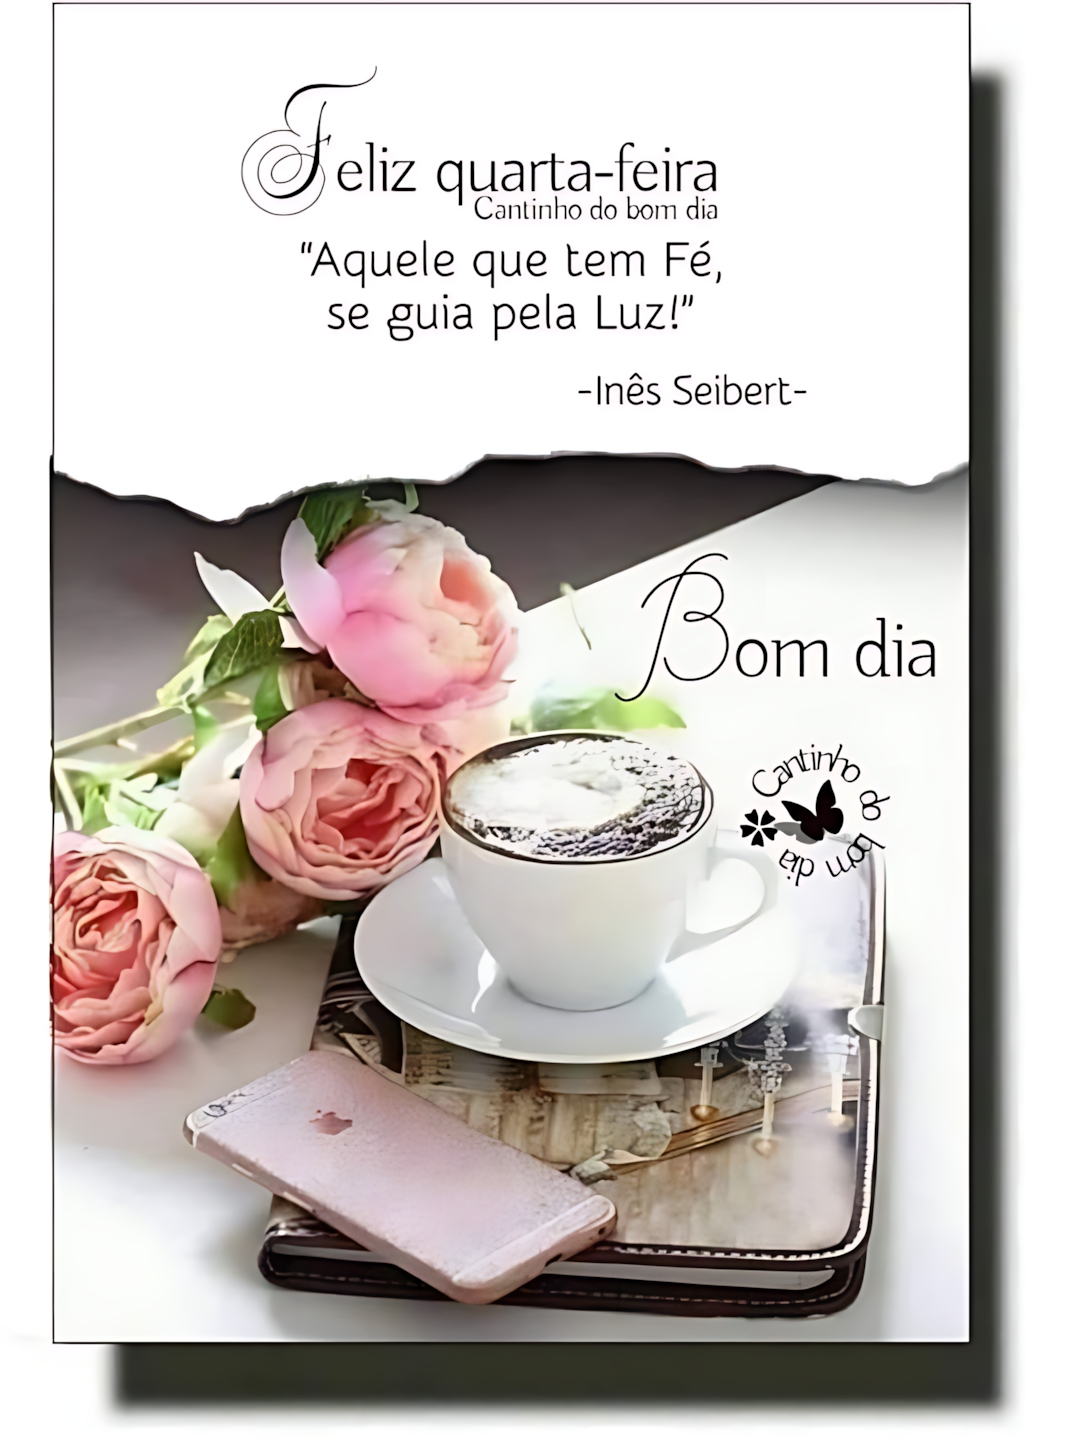 Feliz quarta-feira
Cantinho do bom dia
"Aquele que tem Fé,
se guia pela Luz!"
-Inês Seibert-
Bom dia
Cantinho do bom dia